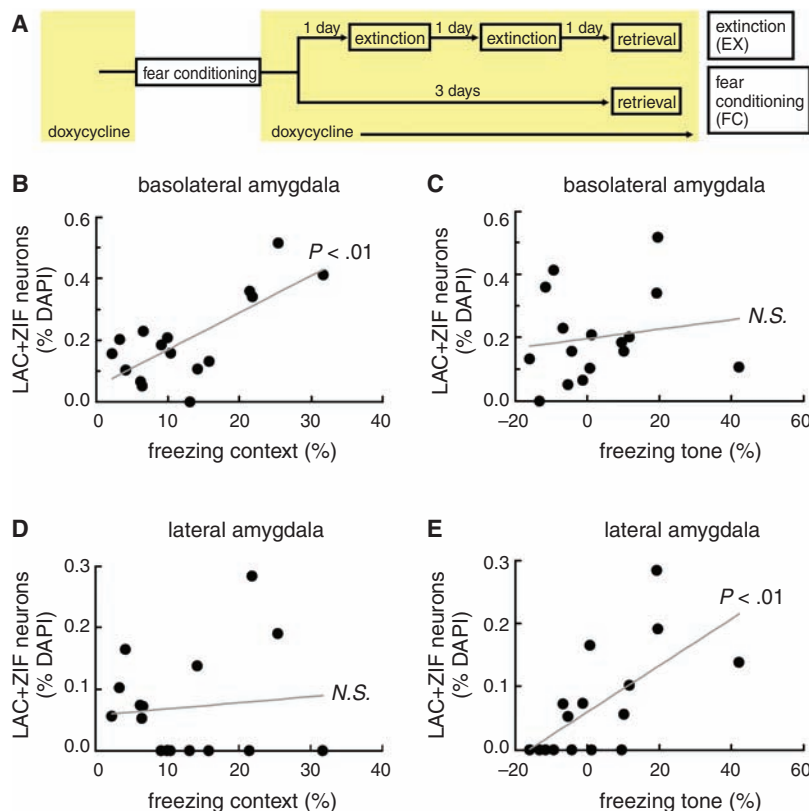 A
doxycycline
fear conditioning
1 day
extinction
1 day
extinction
1 day
retrieval
3 days
retrieval
doxycycline
extinction
(EX)
fear
conditioning
(FC)
B
basolateral amygdala
LAC+ZIF neurons
(% DAPI)
0.6
0.4
0.2
0.0
P < .01
0
10
20
30
40
freezing context (%)
C
basolateral amygdala
LAC+ZIF neurons
(% DAPI)
0.6
0.4
0.2
0.0
N.S.
–20
0
20
40
60
freezing tone (%)
D
lateral amygdala
LAC+ZIF neurons
(% DAPI)
0.3
0.2
0.1
0.0
N.S.
0
10
20
30
40
freezing context (%)
E
lateral amygdala
LAC+ZIF neurons
(% DAPI)
0.3
0.2
0.1
0.0
P < .01
–20
0
20
40
60
freezing tone (%)